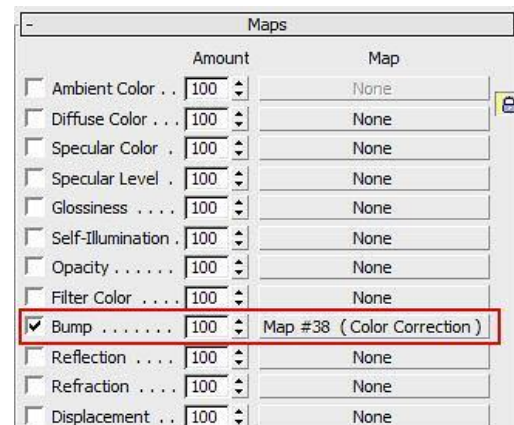 - Maps
Amount Map
Ambient Color . . 100 None
Diffuse Color . . . 100 None
Specular Color . 100 None
Specular Level . 100 None
Glossiness . . . . 100 None
Self-Illumination . 100 None
Opacity . . . . . . 100 None
Filter Color . . . . 100 None
Bump . . . . . . . 100 Map #38 ( Color Correction )
Reflection . . . . 100 None
Refraction . . . . 100 None
Displacement . . 100 None